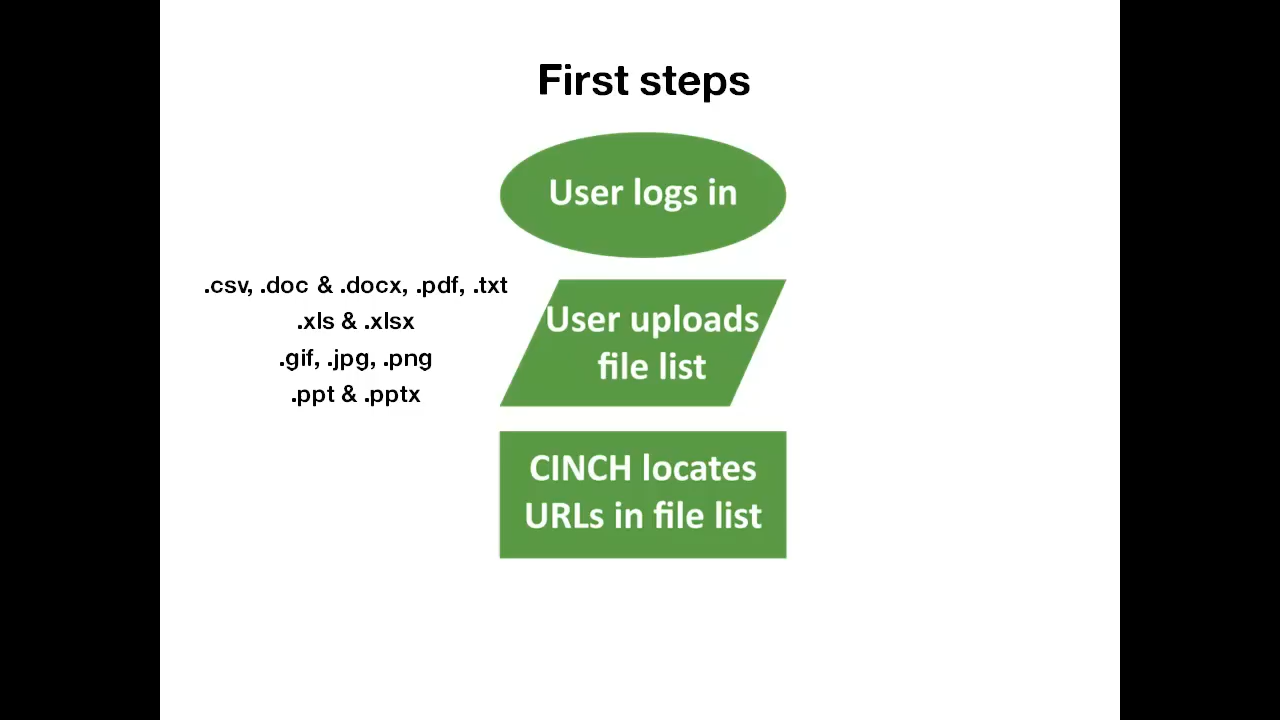 First steps
User logs in
.csv, .doc & .docx, .pdf, .txt
.xls & .xlsx
.gif, .jpg, .png
.ppt & .pptx
User uploads
file list
CINCH locates
URLs in file list